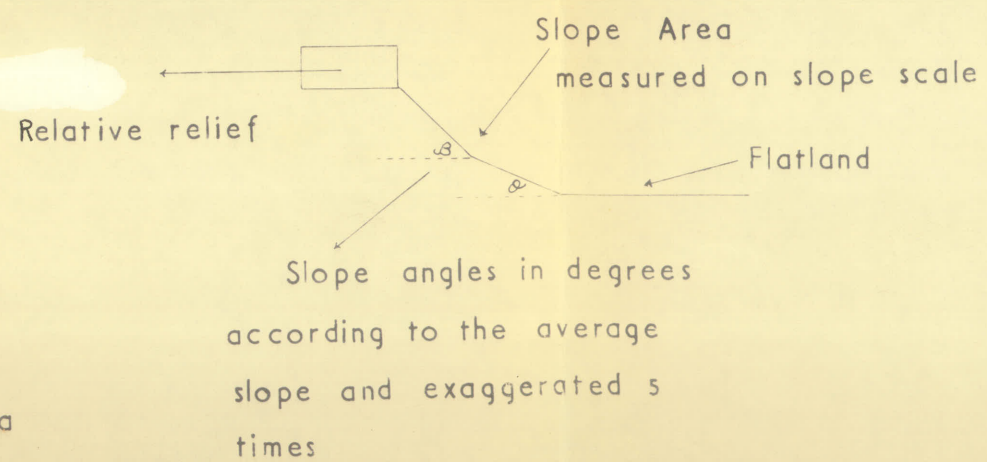 Slope Area
measured on slope scale
Relative relief
β
Flatland
θ
Slope angles in degrees
according to the average
slope and exaggerated 5
times
a